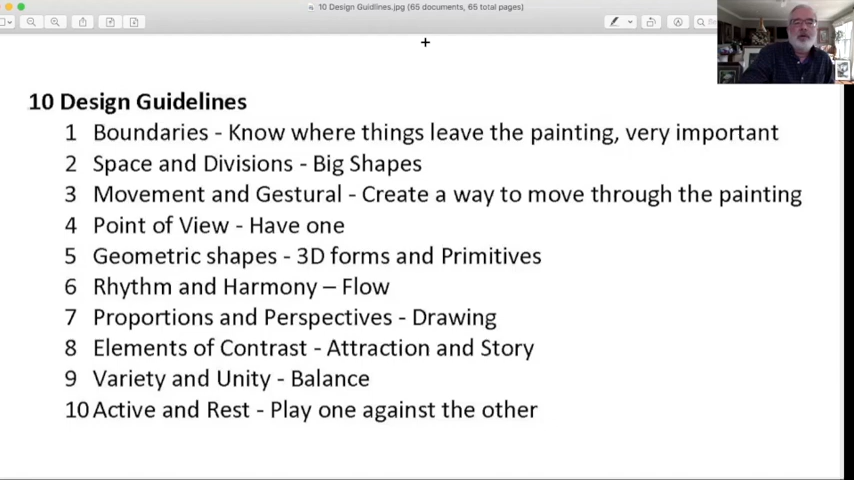 10 Design Guidlines.jpg (65 documents, 65 total pages)
10 Design Guidelines
1 Boundaries - Know where things leave the painting, very important
2 Space and Divisions - Big Shapes
3 Movement and Gestural - Create a way to move through the painting
4 Point of View - Have one
5 Geometric shapes - 3D forms and Primitives
6 Rhythm and Harmony – Flow
7 Proportions and Perspectives - Drawing
8 Elements of Contrast - Attraction and Story
9 Variety and Unity - Balance
10 Active and Rest - Play one against the other